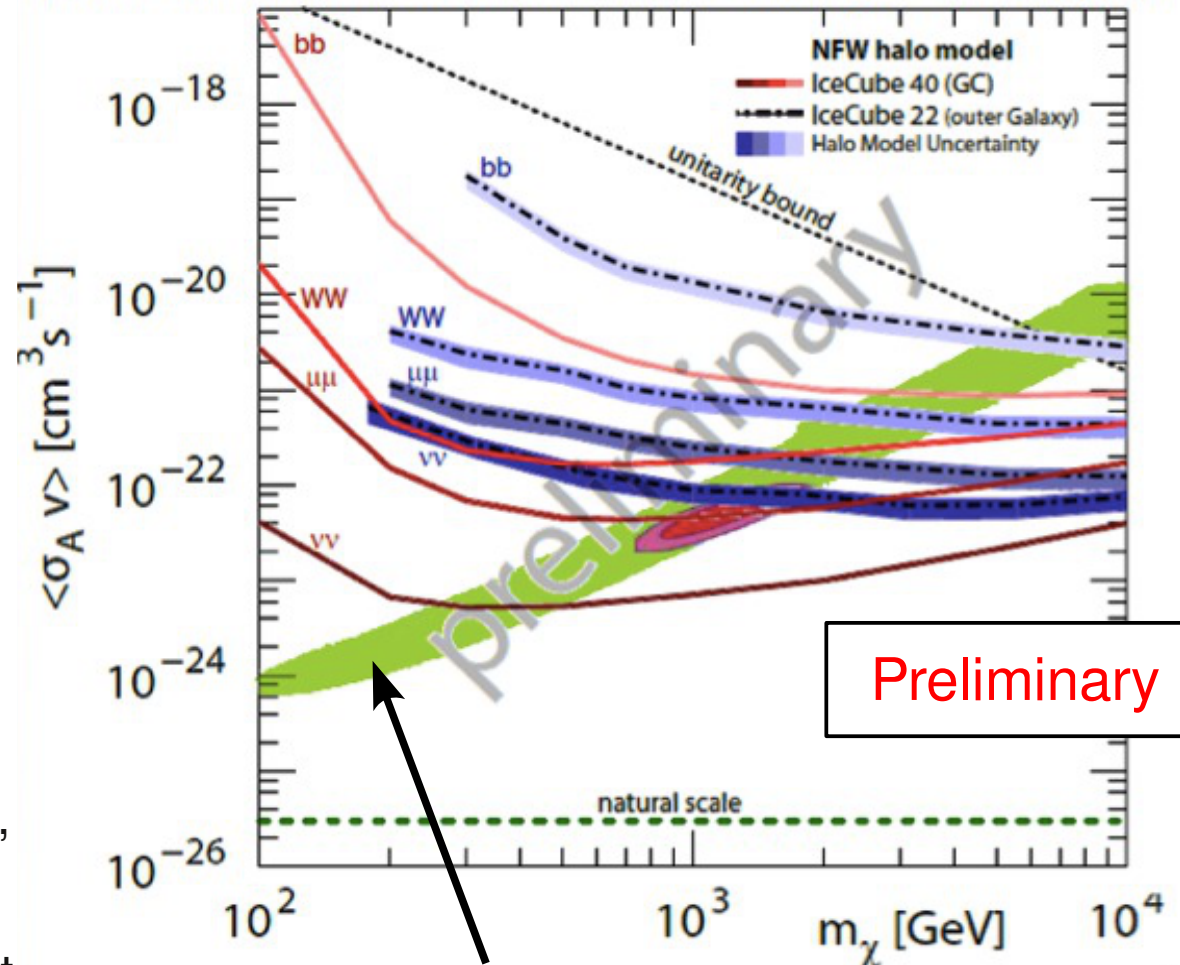 bb
NFW halo model
IceCube 40 (GC)
IceCube 22 (outer Galaxy)
Halo Model Uncertainty
10⁻¹⁸
bb
unitarity bound
10⁻²⁰
WW
WW
μμ
μμ
νν
10⁻²²
νν
preliminary
10⁻²⁴
Preliminary
natural scale
10⁻²⁶
<σ_A v> [cm³s⁻¹]
10²
10³
mχ [GeV]
10⁴
,